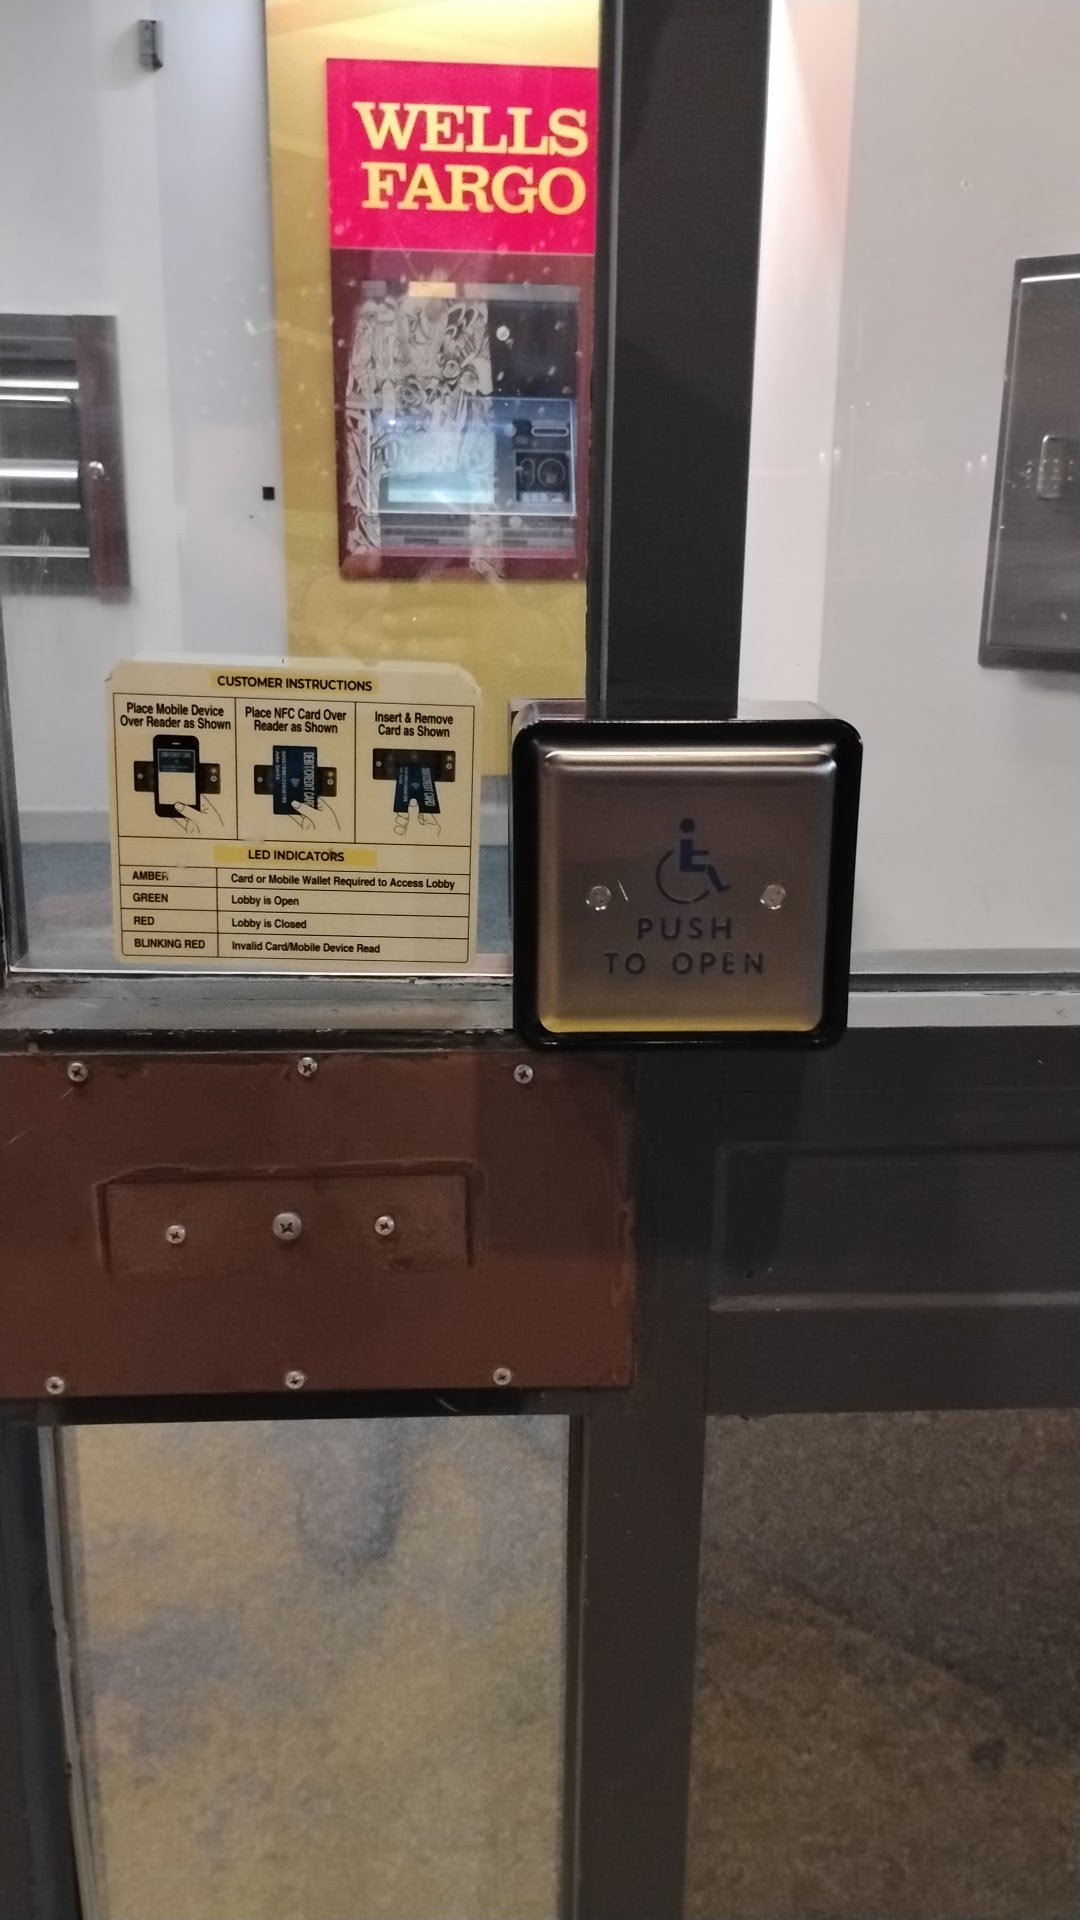 WELLS
FARGO
CUSTOMER INSTRUCTIONS
Place Mobile Device
Over Reader as Shown
Place NFC Card Over
Reader as Shown
Insert & Remove
Card as Shown
LED INDICATORS
AMBER Card or Mobile Wallet Required to Access Lobby
GREEN Lobby is Open
RED Lobby is Closed
BLINKING RED Invalid Card/Mobile Device Read
PUSH
TO OPEN